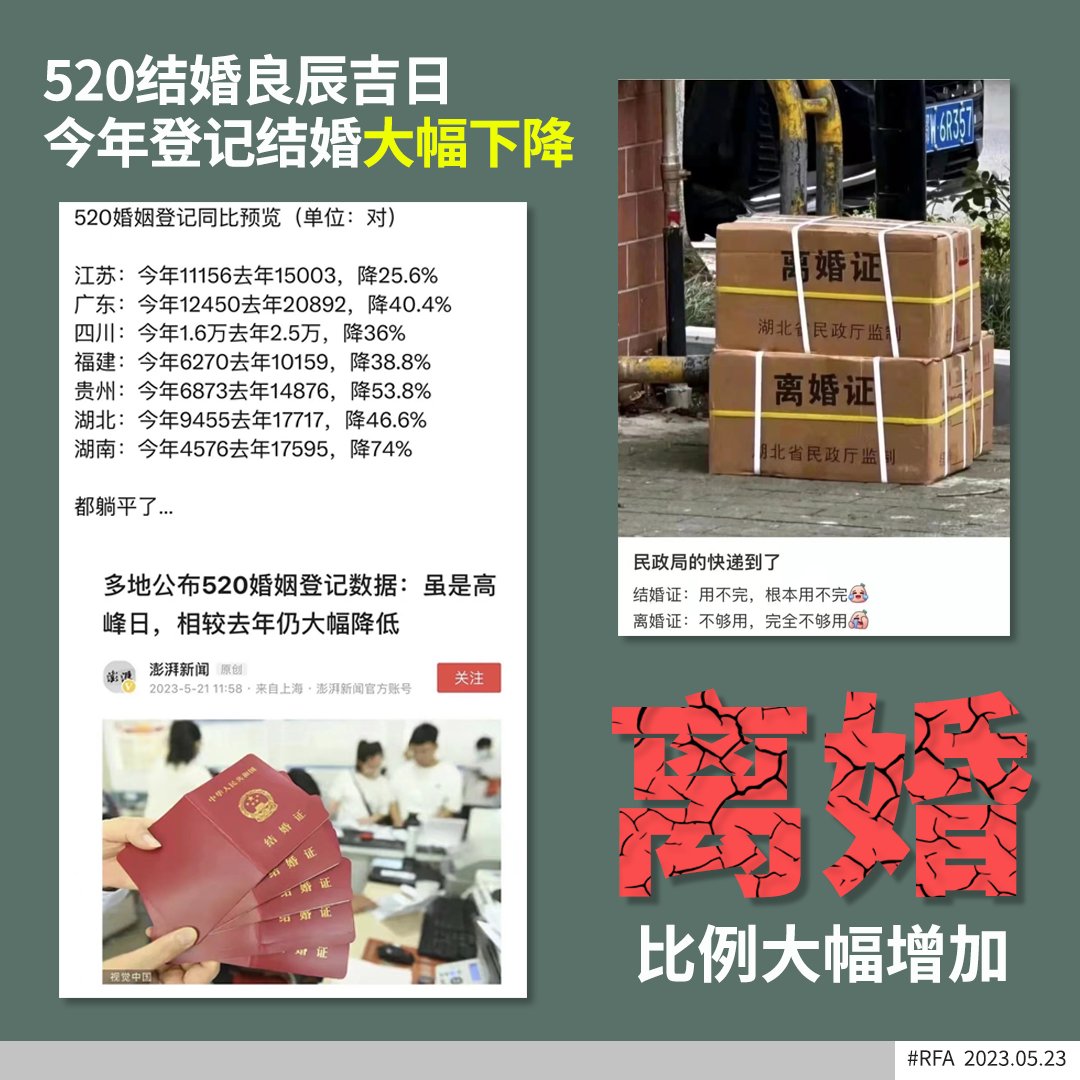 520结婚良辰吉日
今年登记结婚大幅下降
520婚姻登记同比预览（单位：对）
江苏：今年11156去年15003，降25.6%
广东：今年12450去年20892，降40.4%
四川：今年1.6万去年2.5万，降36%
福建：今年6270去年10159，降38.8%
贵州：今年6873去年14876，降53.8%
湖北：今年9455去年17717，降46.6%
湖南：今年4576去年17595，降74%
都躺平了...
多地公布520婚姻登记数据：虽是高
峰日，相较去年仍大幅降低
澎湃
澎湃新闻 原创
2023-5-21 11:58 · 来自上海 · 澎湃新闻官方账号
关注
中华人民共和国
结婚证
结婚证
结婚证
婚证
婚证
视觉中国
W·6R357
离婚证
湖北省民政厅监制
离婚证
湖北省民政厅监制
民政局的快递到了
结婚证：用不完，根本用不完
离婚证：不够用，完全不够用
离婚
比例大幅增加
#RFA 2023.05.23